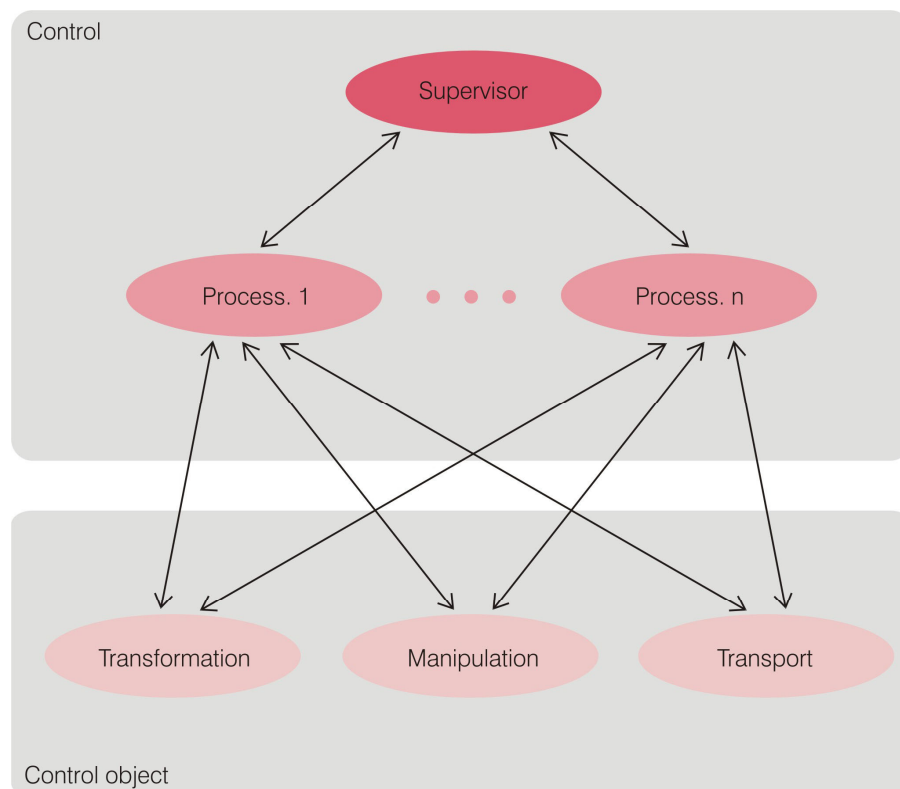 Control
Supervisor
Process. 1
Process. n
Transformation
Manipulation
Transport
Control object